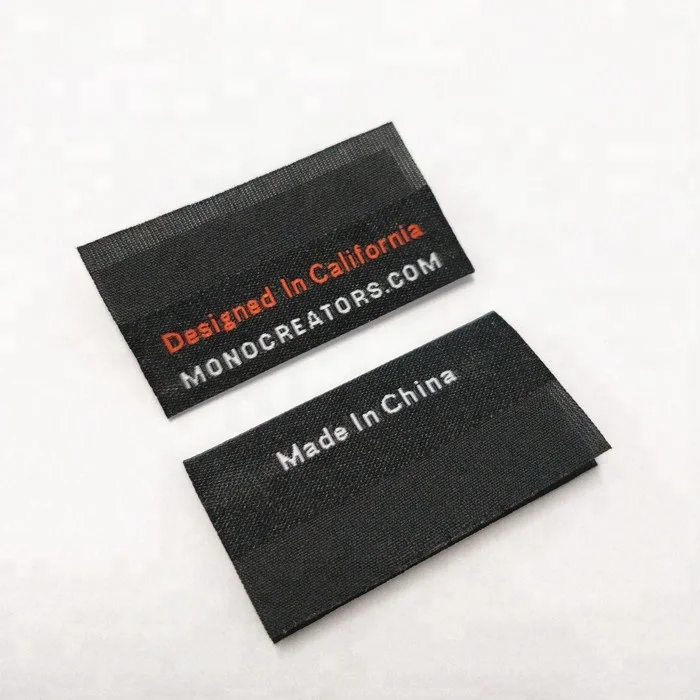 Designed In California
MONOCREATORS.COM
Made In China